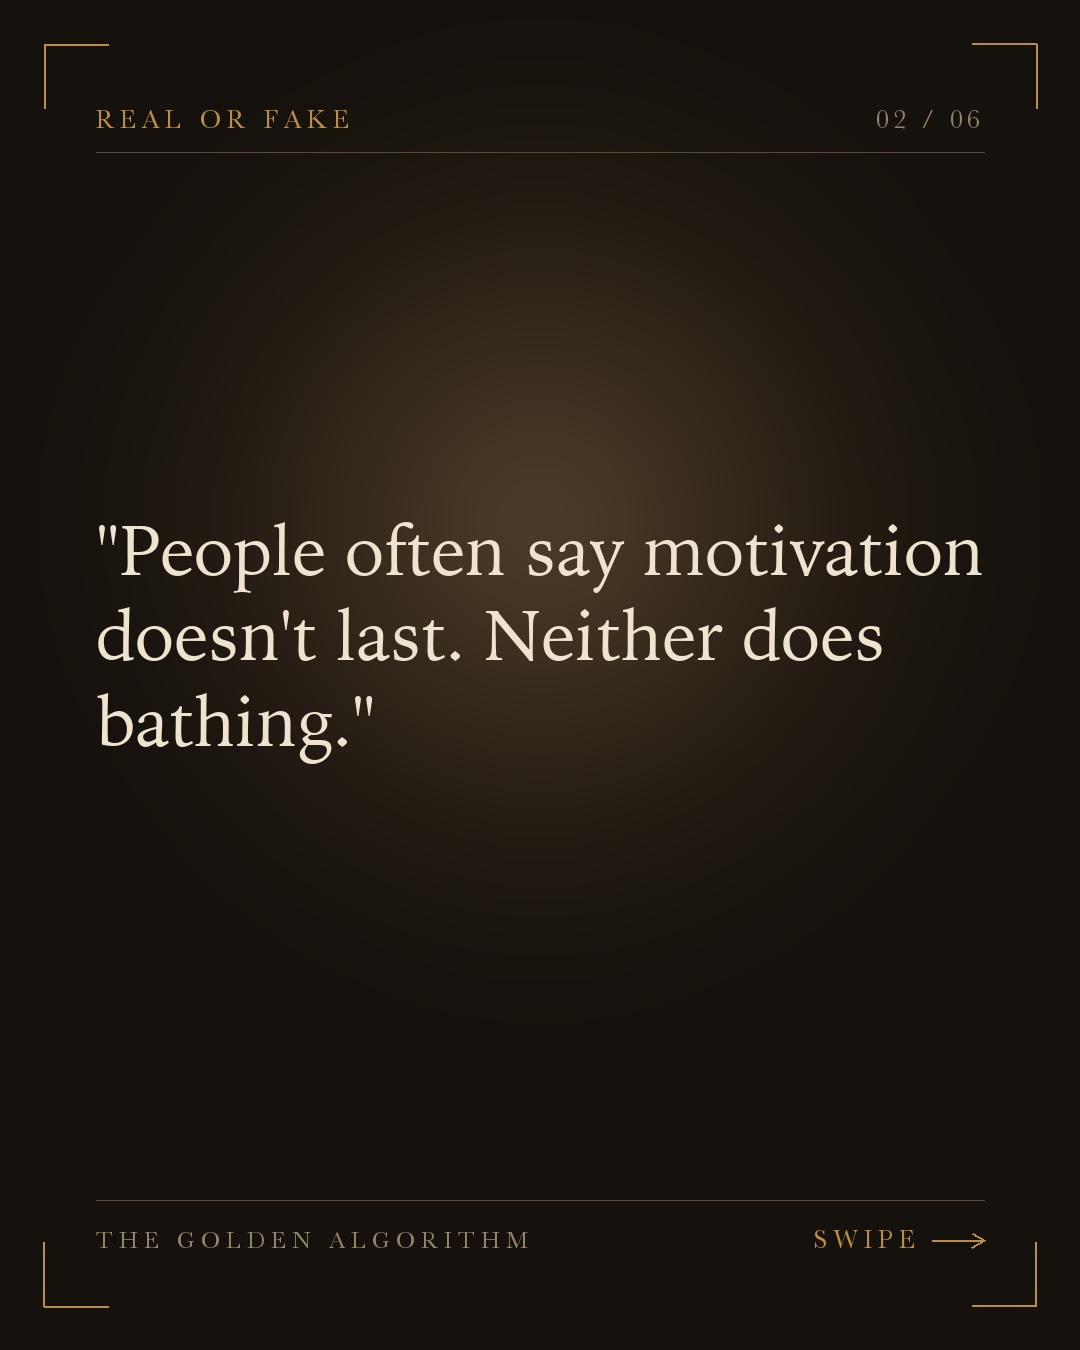 REAL OR FAKE
02 / 06
"People often say motivation
doesn't last. Neither does
bathing."
THE GOLDEN ALGORITHM
SWIPE